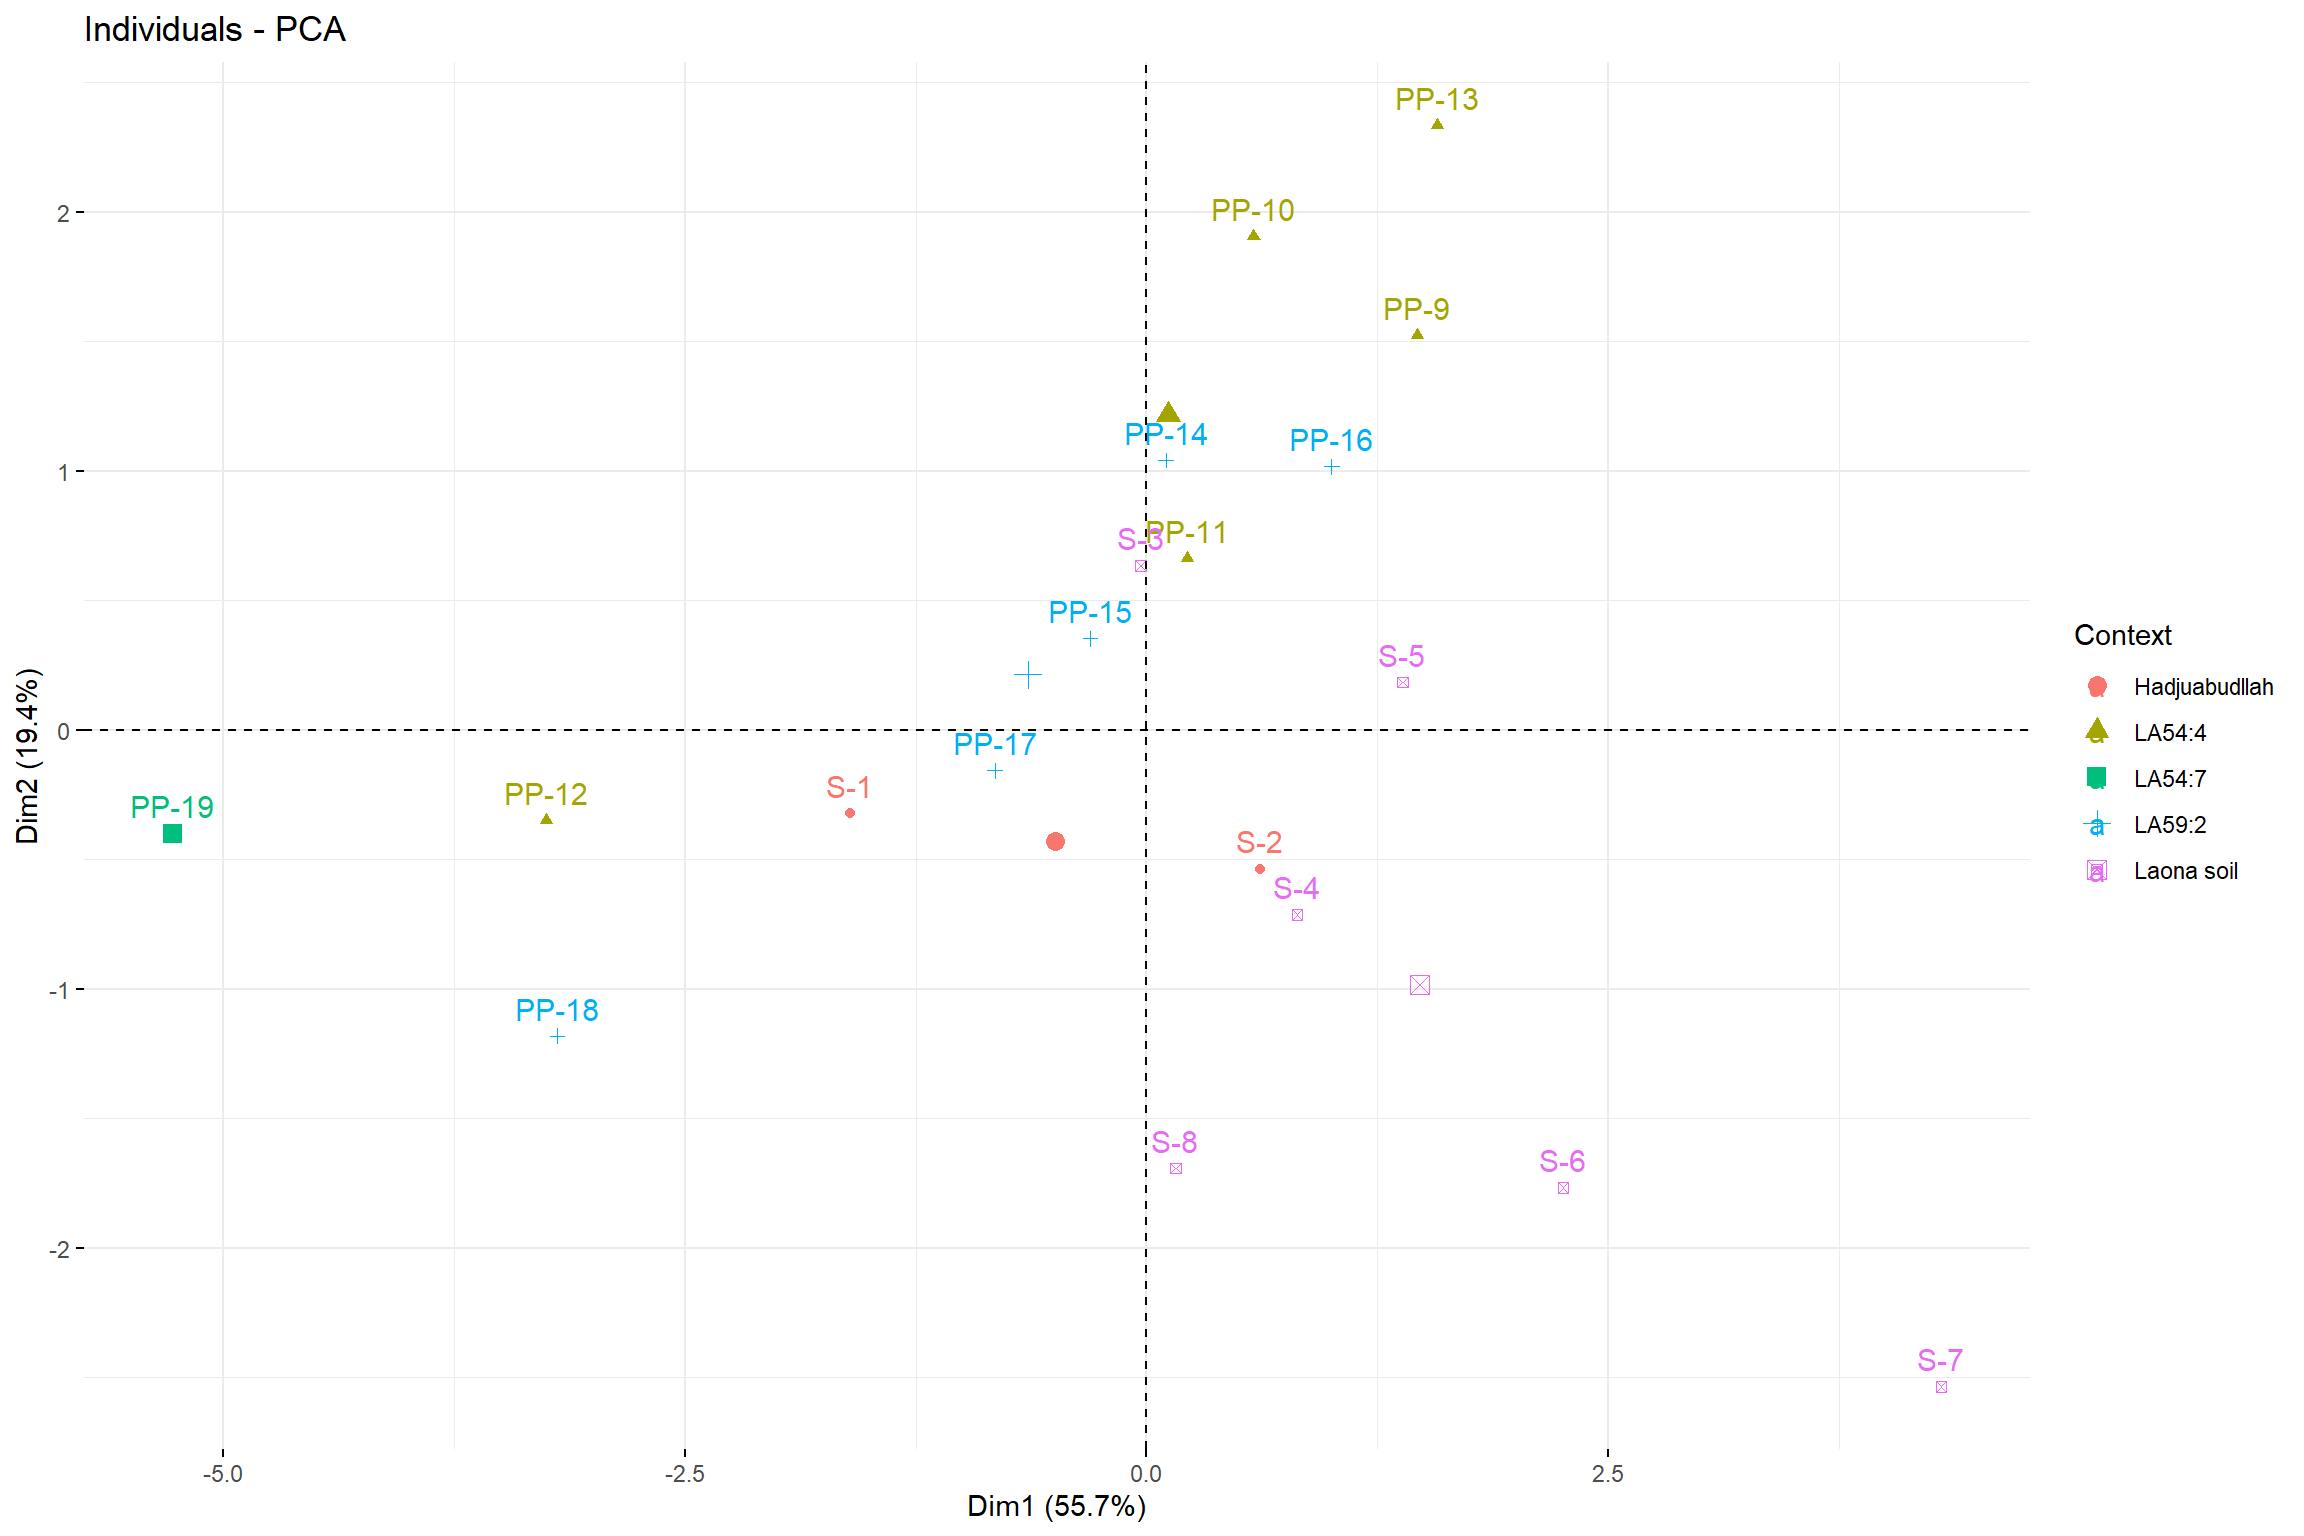 Individuals - PCA
PP-13
PP-10
PP-9
PP-14
PP-16
PP-11
S-3
PP-15
S-5
PP-17
S-1
PP-12
PP-19
S-2
S-4
PP-18
S-8
S-6
S-7
2
1
0
-1
-2
Dim2 (19.4%)
-5.0
-2.5
0.0
2.5
Dim1 (55.7%)
Context
a Hadjuabudllah
a LA54:4
a LA54:7
a LA59:2
a Laona soil